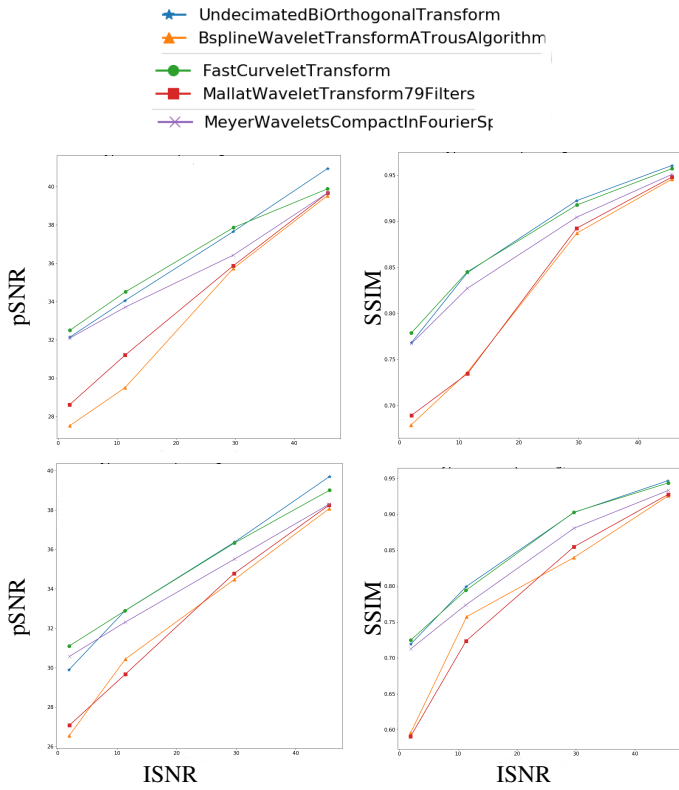 UndecimatedBiOrthogonalTransform
BsplineWaveletTransformATrousAlgorithm
FastCurveletTransform
MallatWaveletTransform79Filters
MeyerWaveletsCompactInFourierSp
pSNR
40
38
36
34
32
30
28
0 10 20 30 40
SSIM
0.95
0.90
0.85
0.80
0.75
0.70
0 10 20 30 40
pSNR
40
38
36
34
32
30
28
26
0 10 20 30 40
ISNR
SSIM
0.95
0.90
0.85
0.80
0.75
0.70
0.65
0.60
0 10 20 30 40
ISNR